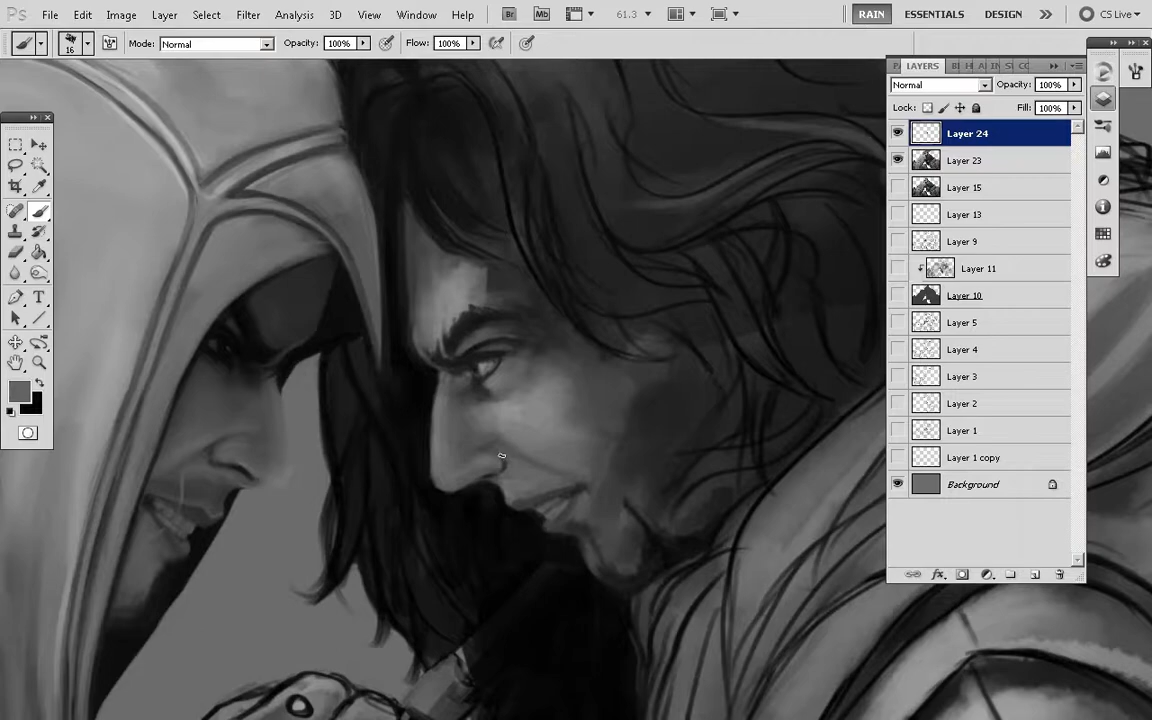 Ps File Edit Image Layer Select Filter Analysis 3D View Window Help Br Mb 61.3 RAIN ESSENTIALS DESIGN CS Live
16 Mode: Normal Opacity: 100% Flow: 100%
LAYERS
Normal Opacity: 100%
Lock: Fill: 100%
Layer 24
Layer 23
Layer 15
Layer 13
Layer 9
Layer 11
Layer 10
Layer 5
Layer 4
Layer 3
Layer 2
Layer 1
Layer 1 copy
Background